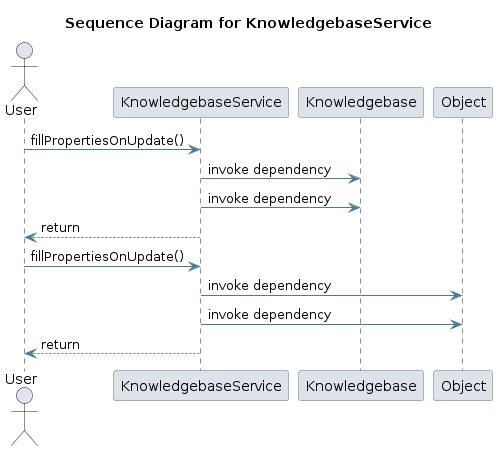 Sequence Diagram for KnowledgebaseService
User
KnowledgebaseService
Knowledgebase
Object
fillPropertiesOnUpdate()
invoke dependency
invoke dependency
return
fillPropertiesOnUpdate()
invoke dependency
invoke dependency
return
User
KnowledgebaseService
Knowledgebase
Object